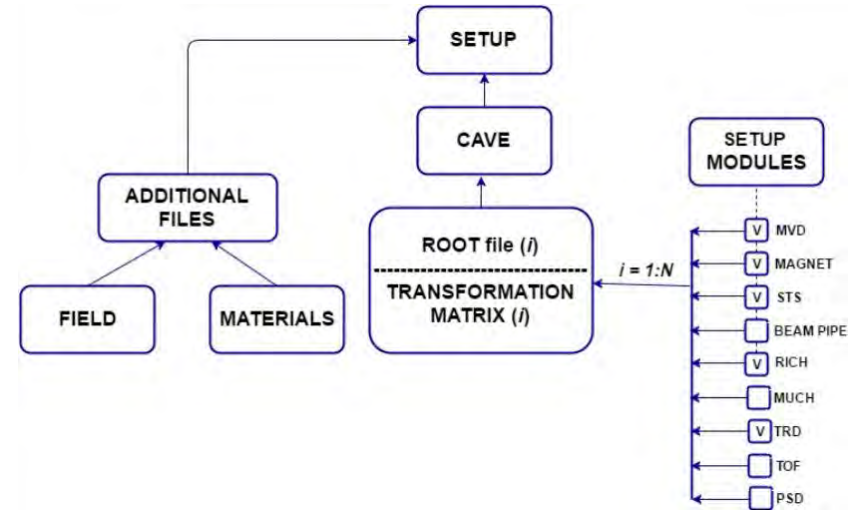 SETUP
CAVE
SETUP
MODULES
ADDITIONAL
FILES
ROOT file (i)
TRANSFORMATION
MATRIX (i)
i = 1:N
FIELD
MATERIALS
V MVD
V MAGNET
V STS
BEAM PIPE
V RICH
MUCH
V TRD
TOF
PSD